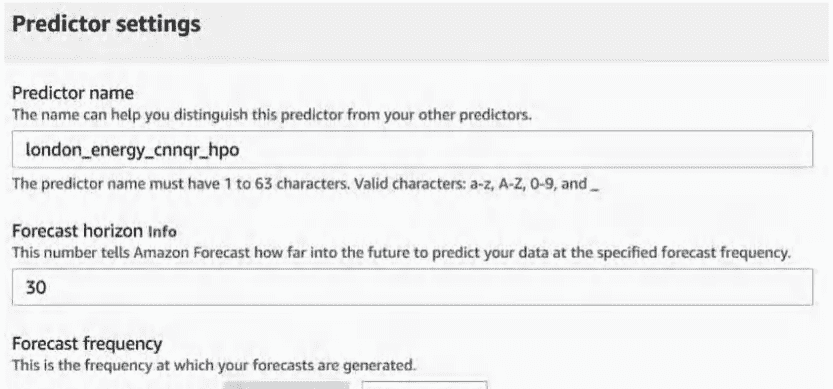 Predictor settings
Predictor name
The name can help you distinguish this predictor from your other predictors.
london_energy_cnnqr_hpo
The predictor name must have 1 to 63 characters. Valid characters: a-z, A-Z, 0-9, and _
Forecast horizon Info
This number tells Amazon Forecast how far into the future to predict your data at the specified forecast frequency.
30
Forecast frequency
This is the frequency at which your forecasts are generated.